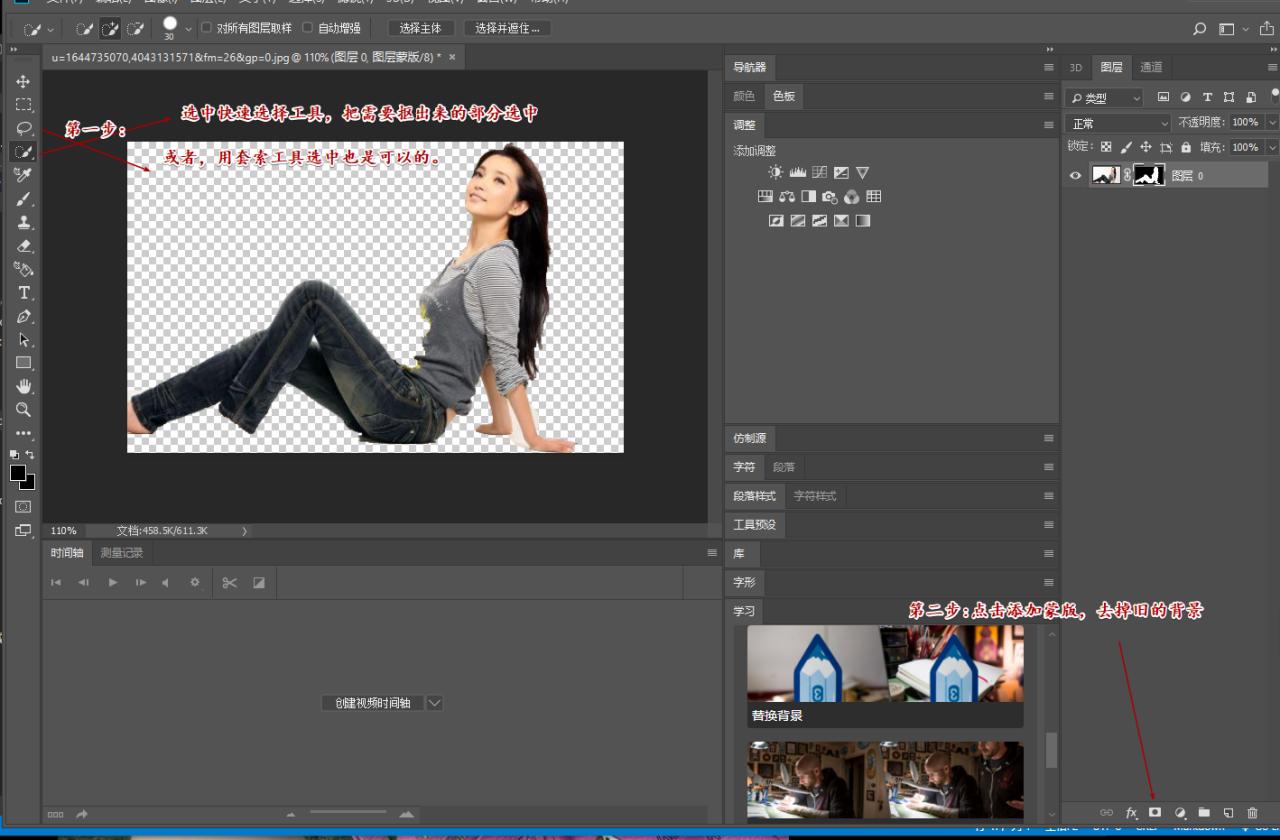 30
对所有图层取样
自动增强
选择主体
选择并遮住 ...
u=1644735070,4043131571&fm=26&gp=0.jpg @ 110% (图层 0, 图层蒙版/8) * ×
第一步：
选中快速选择工具，把需要抠出来的部分选中
或者，用套索工具选中也是可以的。
110%
文档:458.5K/611.3K
时间轴
测量记录
创建视频时间轴
导航器
颜色
色板
调整
添加调整
仿制源
字符
段落
段落样式
字符样式
工具预设
库
字形
学习
替换背景
3D
图层
通道
类型
正常
不透明度: 100%
锁定:
填充: 100%
图层 0
第二步:点击添加蒙版，去掉旧的背景
fx